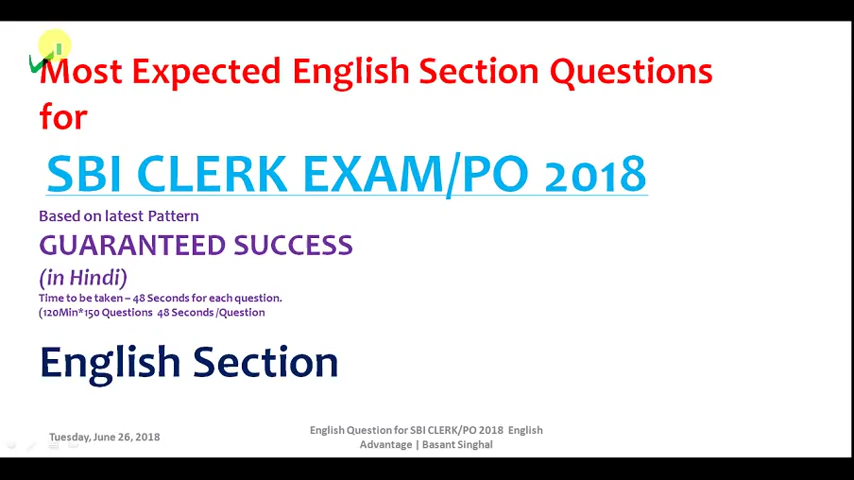 Most Expected English Section Questions
for
SBI CLERK EXAM/PO 2018
Based on latest Pattern
GUARANTEED SUCCESS
(in Hindi)
Time to be taken – 48 Seconds for each question.
(120Min*150 Questions 48 Seconds /Question
English Section
Tuesday, June 26, 2018
English Question for SBI CLERK/PO 2018 English
Advantage | Basant Singhal